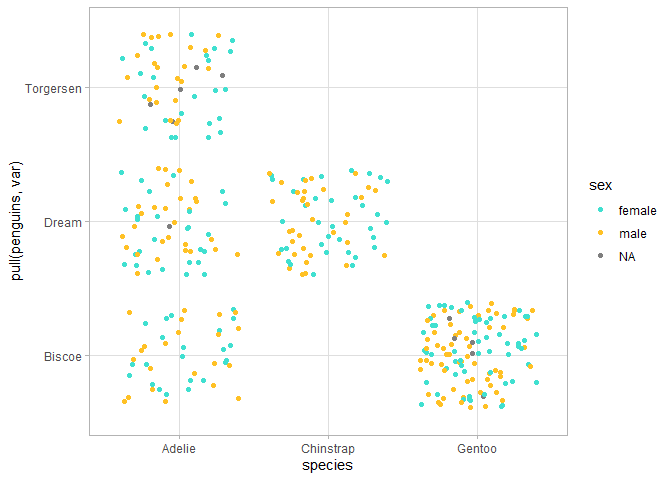 pull(penguins, var)
Torgersen
Dream
Biscoe
Adelie
Chinstrap
Gentoo
species
sex
female
male
NA